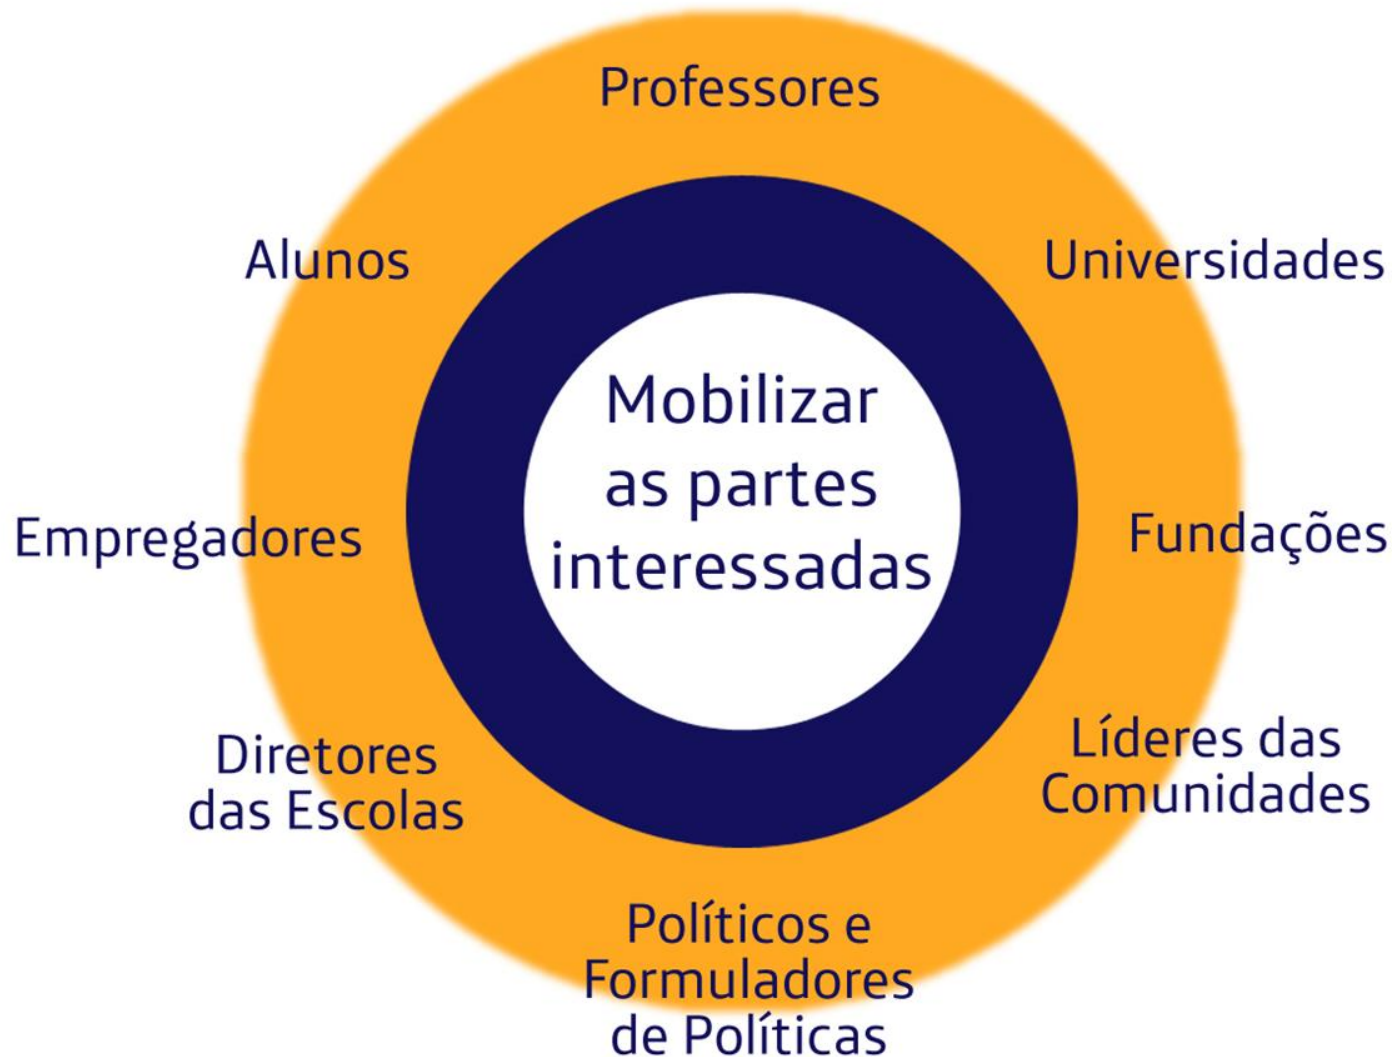 Professores
Alunos
Universidades
Mobilizar
as partes
interessadas
Empregadores
Fundações
Diretores
das Escolas
Líderes das
Comunidades
Políticos e
Formuladores
de Políticas